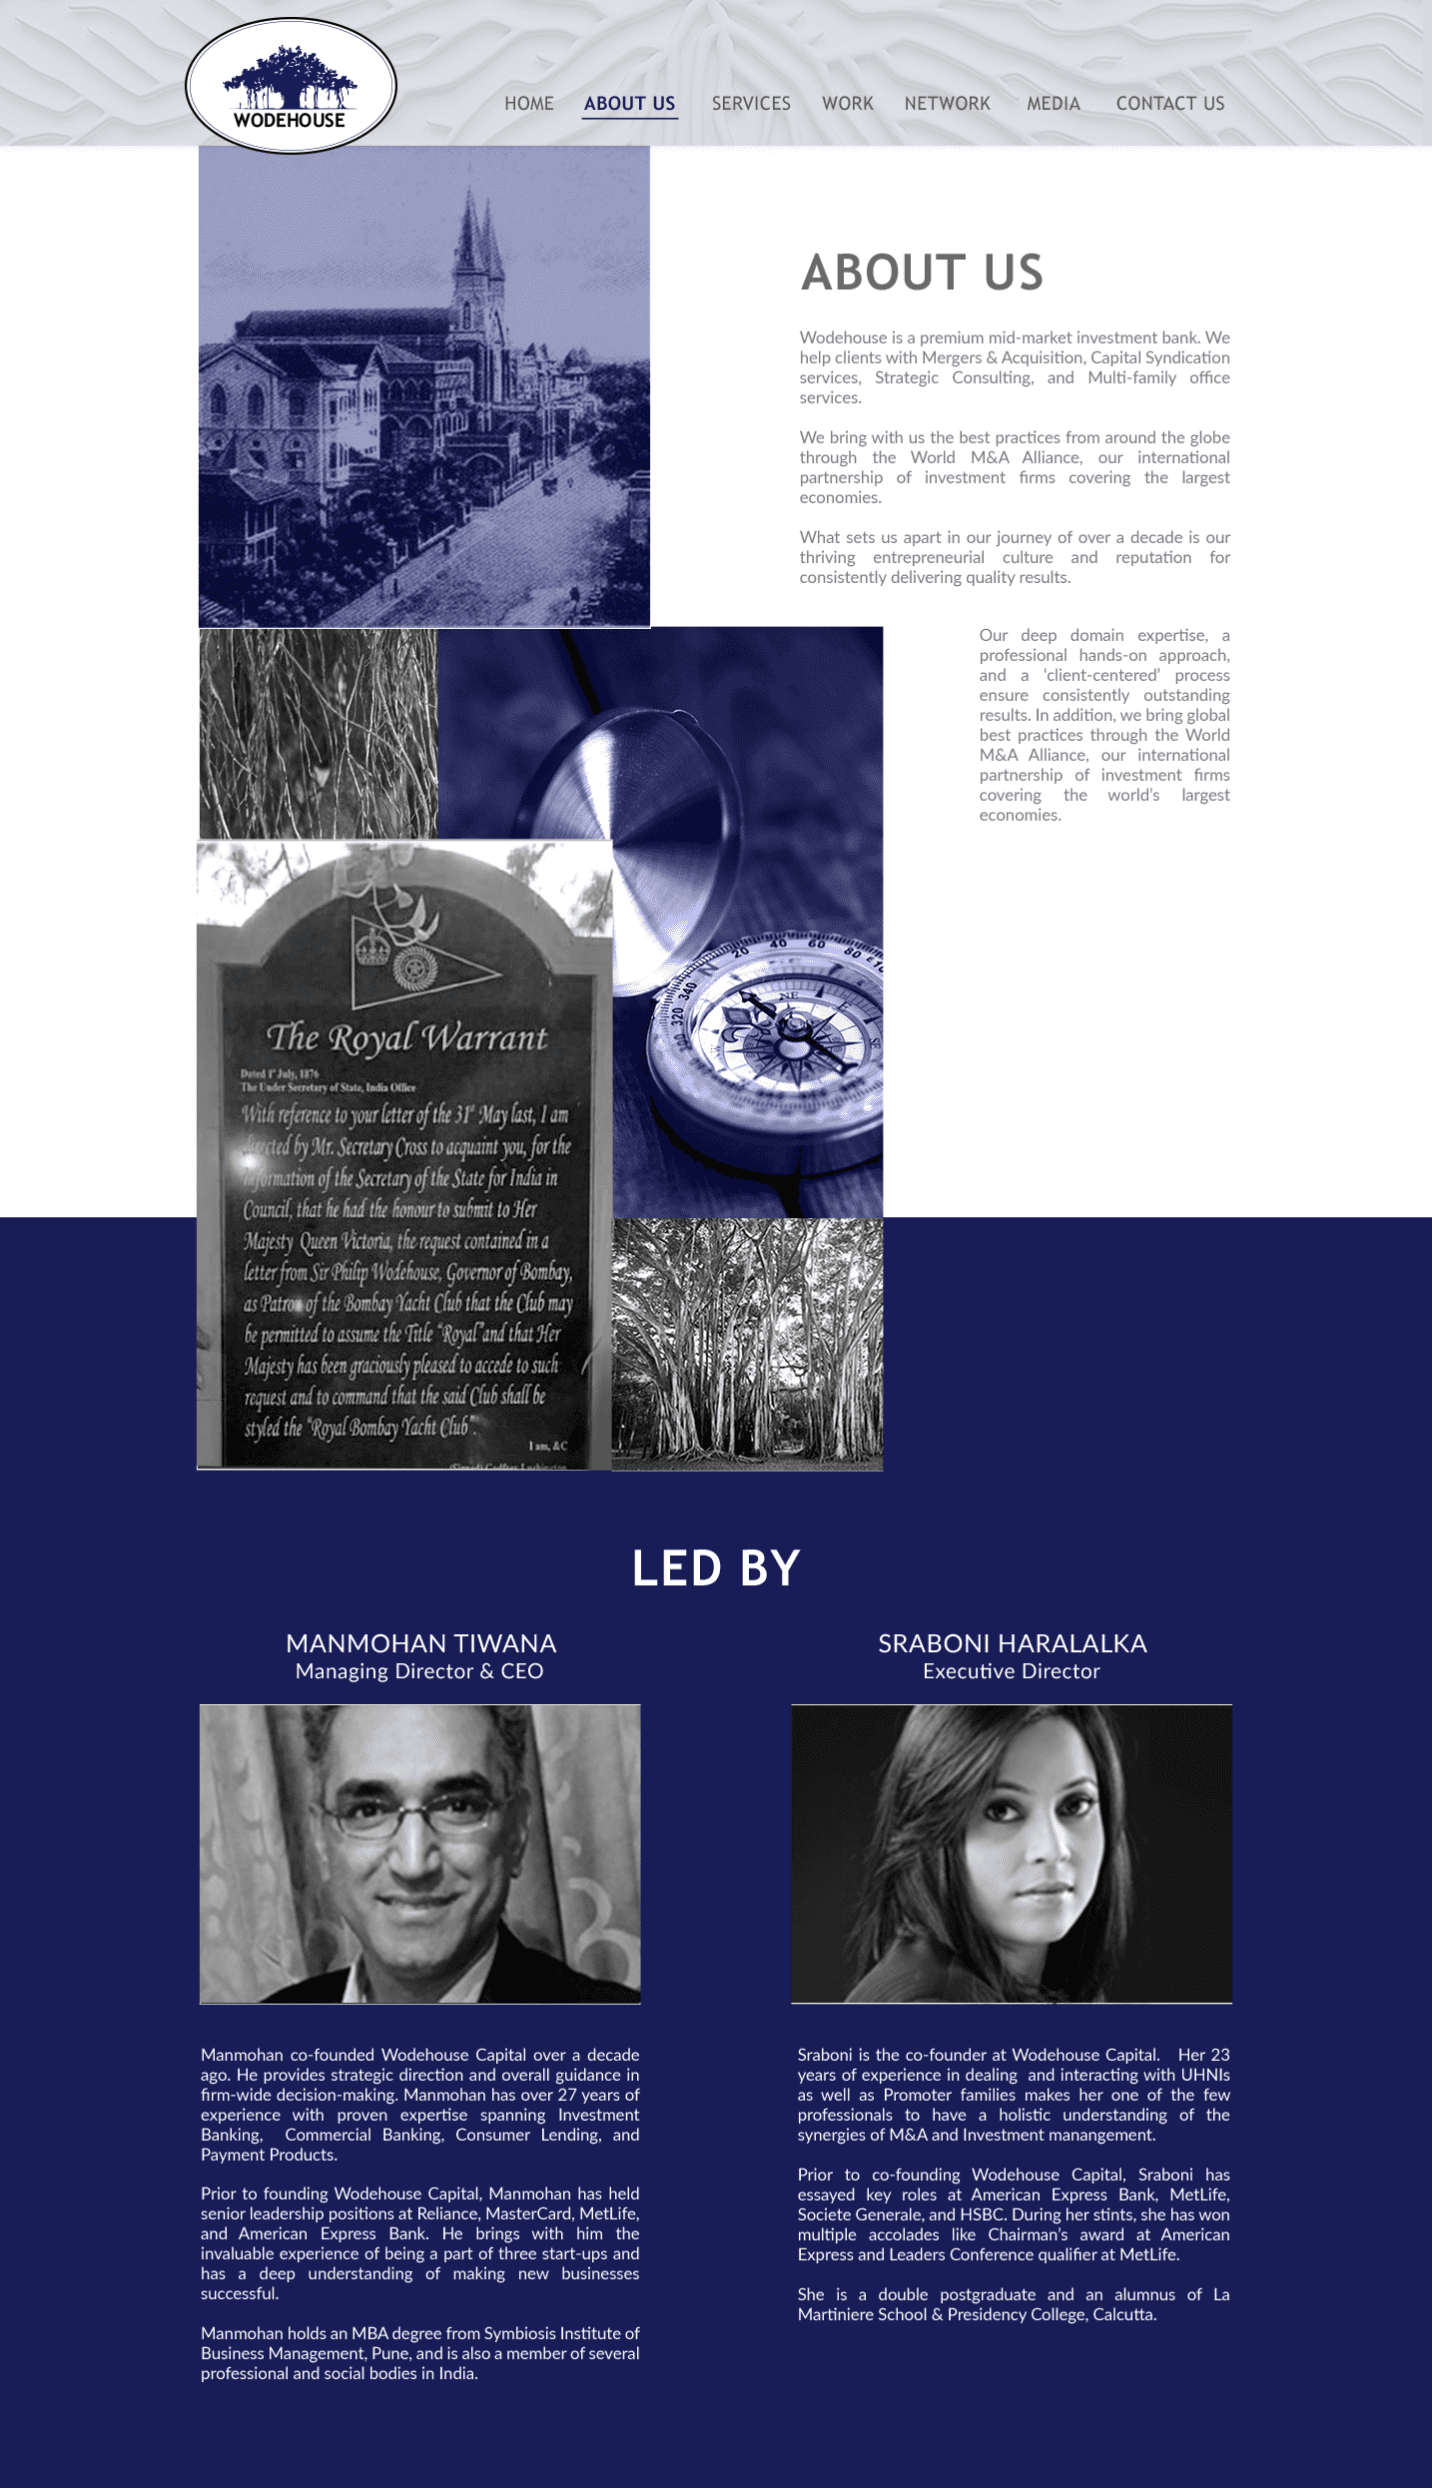 WODEHOUSE
HOME ABOUT US SERVICES WORK NETWORK MEDIA CONTACT US
ABOUT US
Wodehouse is a premium mid-market investment bank. We
help clients with Mergers & Acquisition, Capital Syndication
services, Strategic Consulting, and Multi-family office
services.
We bring with us the best practices from around the globe
through the World M&A Alliance, our international
partnership of investment firms covering the largest
economies.
What sets us apart in our journey of over a decade is our
thriving entrepreneurial culture and reputation for
consistently delivering quality results.
Our deep domain expertise, a
professional hands-on approach,
and a ‘client-centered’ process
ensure consistently outstanding
results. In addition, we bring global
best practices through the World
M&A Alliance, our international
partnership of investment firms
covering the world’s largest
economies.
320 340 N 20 40 60 80
NE
SE
The Royal Warrant
Dated 1st July, 1876
The Under Secretary of State, India Office
With reference to your letter of the 31st May last, I am
directed by Mr. Secretary Cross to acquaint you, for the
information of the Secretary of the State for India in
Council, that he had the honour to submit to Her
Majesty Queen Victoria, the request contained in a
letter from Sir Philip Wodehouse, Governor of Bombay,
as Patron of the Bombay Yacht Club that the Club may
be permitted to assume the Title “Royal” and that Her
Majesty has been graciously pleased to accede to such
request and to command that the said Club shall be
styled the “Royal Bombay Yacht Club”.
I am, &C
LED BY
MANMOHAN TIWANA
Managing Director & CEO
Manmohan co-founded Wodehouse Capital over a decade
ago. He provides strategic direction and overall guidance in
firm-wide decision-making. Manmohan has over 27 years of
experience with proven expertise spanning Investment
Banking, Commercial Banking, Consumer Lending, and
Payment Products.
Prior to founding Wodehouse Capital, Manmohan has held
senior leadership positions at Reliance, MasterCard, MetLife,
and American Express Bank. He brings with him the
invaluable experience of being a part of three start-ups and
has a deep understanding of making new businesses
successful.
Manmohan holds an MBA degree from Symbiosis Institute of
Business Management, Pune, and is also a member of several
professional and social bodies in India.
SRABONI HARALALKA
Executive Director
Sraboni is the co-founder at Wodehouse Capital. Her 23
years of experience in dealing and interacting with UHNIs
as well as Promoter families makes her one of the few
professionals to have a holistic understanding of the
synergies of M&A and Investment manangement.
Prior to co-founding Wodehouse Capital, Sraboni has
essayed key roles at American Express Bank, MetLife,
Societe Generale, and HSBC. During her stints, she has won
multiple accolades like Chairman’s award at American
Express and Leaders Conference qualifier at MetLife.
She is a double postgraduate and an alumnus of La
Martiniere School & Presidency College, Calcutta.